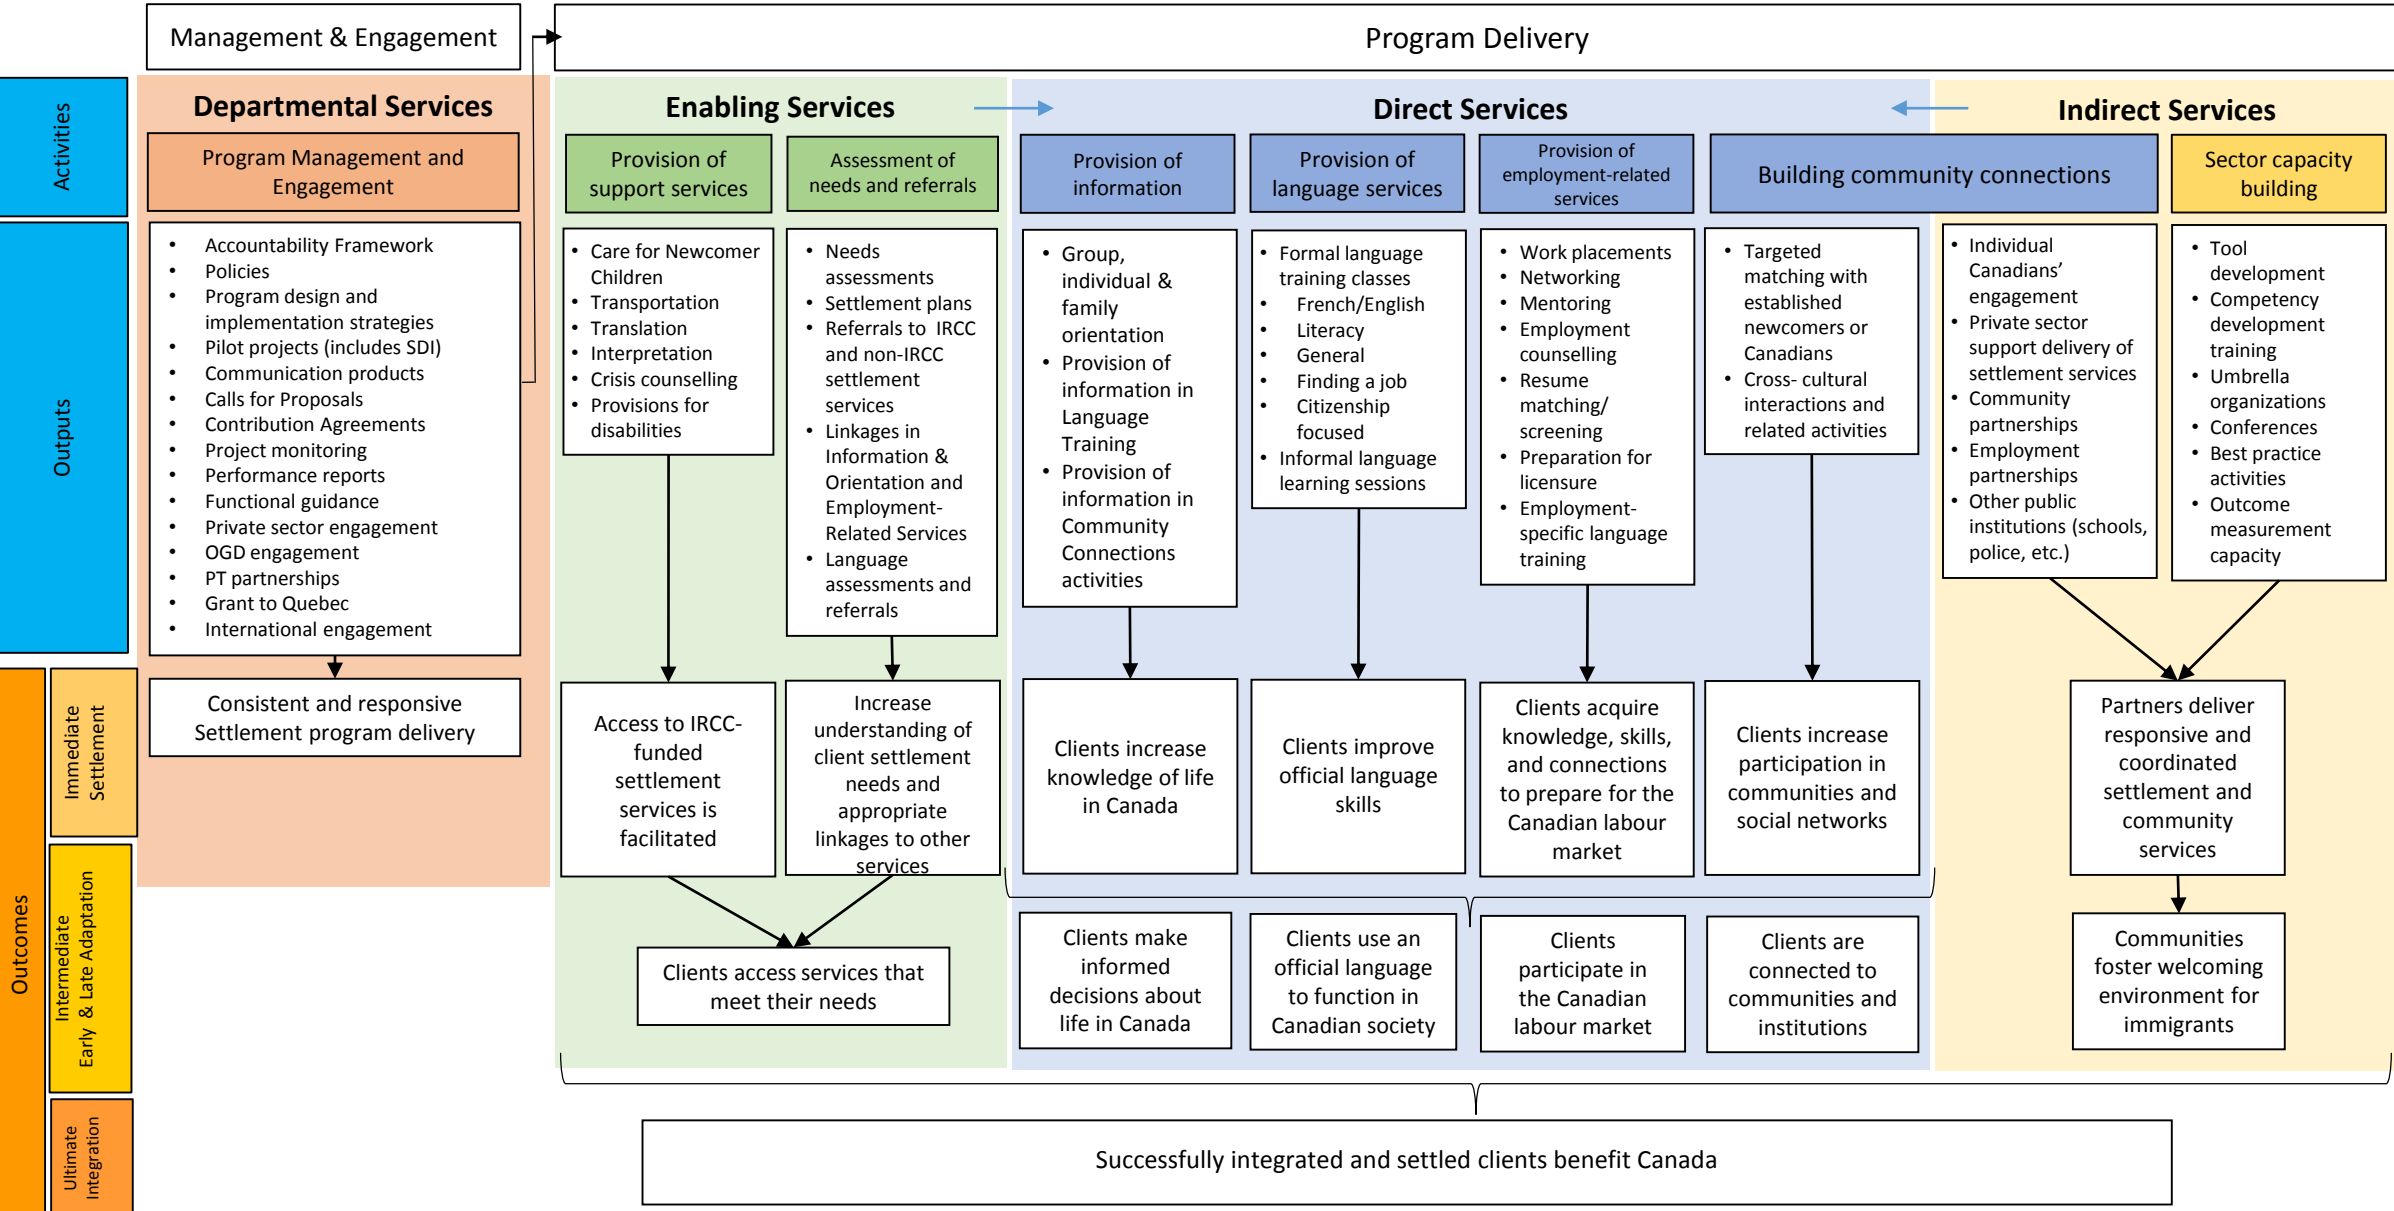 Management & Engagement
Program Delivery
Activities
Outputs
Outcomes
Immediate
Settlement
Intermediate
Early & Late Adaptation
Ultimate
Integration
Departmental Services
Program Management and
Engagement
• Accountability Framework
• Policies
• Program design and
implementation strategies
• Pilot projects (includes SDI)
• Communication products
• Calls for Proposals
• Contribution Agreements
• Project monitoring
• Performance reports
• Functional guidance
• Private sector engagement
• OGD engagement
• PT partnerships
• Grant to Quebec
• International engagement
Consistent and responsive
Settlement program delivery
Enabling Services
Provision of
support services
• Care for Newcomer
Children
• Transportation
• Translation
• Interpretation
• Crisis counselling
• Provisions for
disabilities
Access to IRCC-
funded
settlement
services is
facilitated
Assessment of
needs and referrals
• Needs
assessments
• Settlement plans
• Referrals to IRCC
and non-IRCC
settlement
services
• Linkages in
Information &
Orientation and
Employment-
Related Services
• Language
assessments and
referrals
Increase
understanding of
client settlement
needs and
appropriate
linkages to other
services
Clients access services that
meet their needs
Direct Services
Provision of
information
• Group,
individual &
family
orientation
• Provision of
information in
Language
Training
• Provision of
information in
Community
Connections
activities
Clients increase
knowledge of life
in Canada
Clients make
informed
decisions about
life in Canada
Provision of
language services
• Formal language
training classes
• French/English
• Literacy
• General
• Finding a job
• Citizenship
focused
• Informal language
learning sessions
Clients improve
official language
skills
Clients use an
official language
to function in
Canadian society
Provision of
employment-related
services
• Work placements
• Networking
• Mentoring
• Employment
counselling
• Resume
matching/
screening
• Preparation for
licensure
• Employment-
specific language
training
Clients acquire
knowledge, skills,
and connections
to prepare for the
Canadian labour
market
Clients
participate in
the Canadian
labour market
Building community connections
• Targeted
matching with
established
newcomers or
Canadians
• Cross- cultural
interactions and
related activities
Clients increase
participation in
communities and
social networks
Clients are
connected to
communities and
institutions
Indirect Services
• Individual
Canadians’
engagement
• Private sector
support delivery of
settlement services
• Community
partnerships
• Employment
partnerships
• Other public
institutions (schools,
police, etc.)
Sector capacity
building
• Tool
development
• Competency
development
training
• Umbrella
organizations
• Conferences
• Best practice
activities
• Outcome
measurement
capacity
Partners deliver
responsive and
coordinated
settlement and
community
services
Communities
foster welcoming
environment for
immigrants
Successfully integrated and settled clients benefit Canada